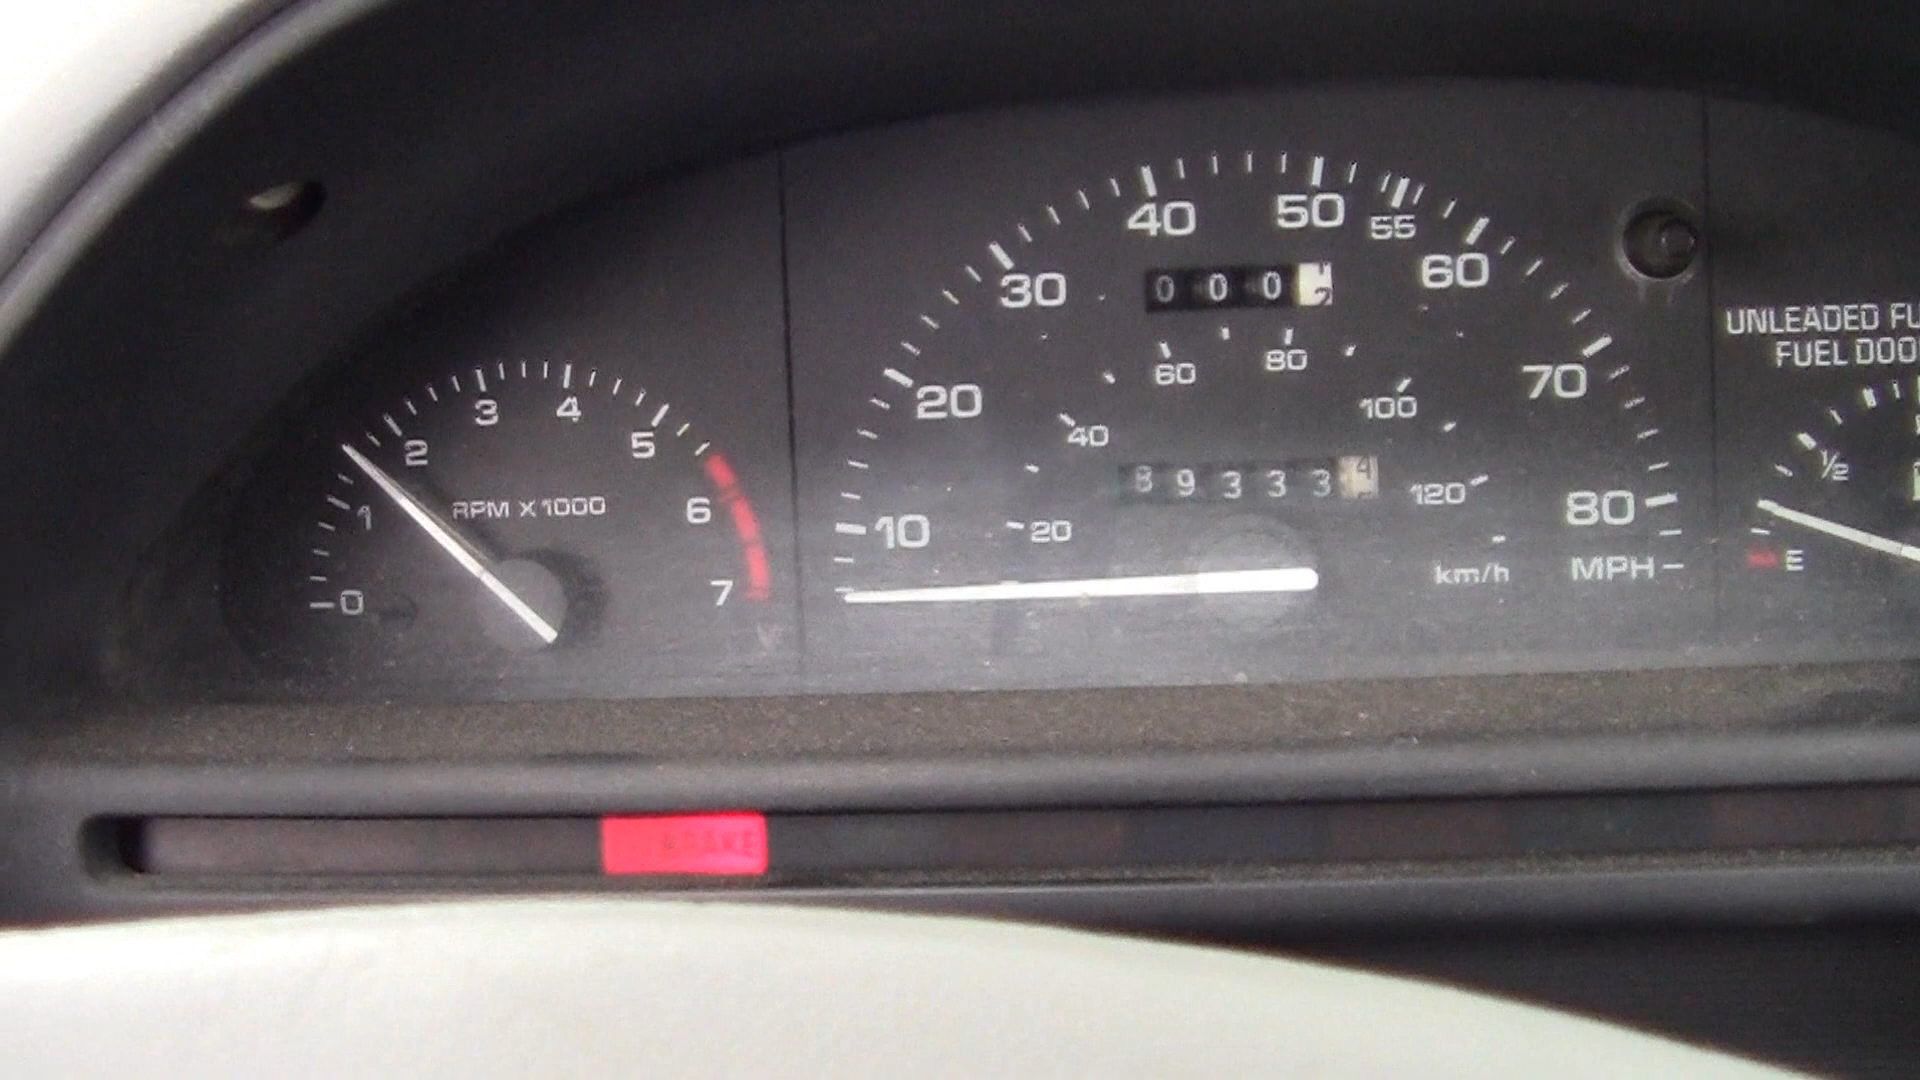 40 50 55
30 60
0 0 0
UNLEADED FU
FUEL DOO
60 80
20 70
100
3 4
40
2 5
½
8 9 3 3 3 4
120
1
RPM X 1000
6
80
10 20
km/h MPH
E
0 7
BRAKE